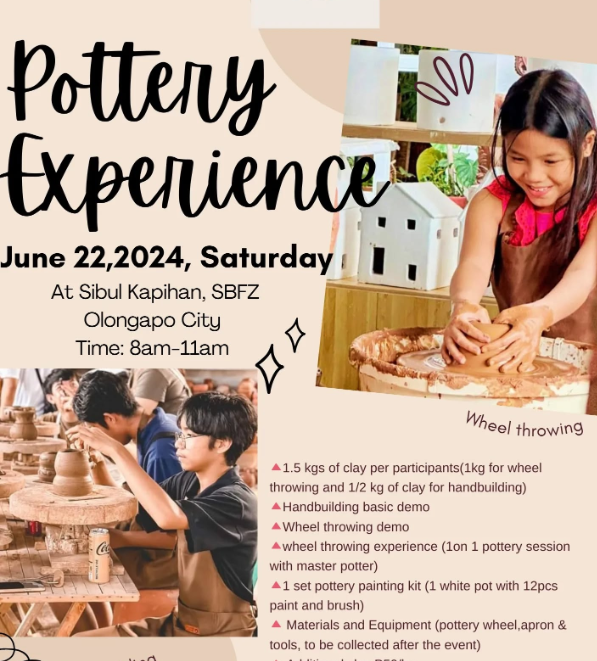 Pottery
Experience
June 22,2024, Saturday
At Sibul Kapihan, SBFZ
Olongapo City
Time: 8am-11am
Wheel throwing
1.5 kgs of clay per participants(1kg for wheel
throwing and 1/2 kg of clay for handbuilding)
Handbuilding basic demo
Wheel throwing demo
wheel throwing experience (1on 1 pottery session
with master potter)
1 set pottery painting kit (1 white pot with 12pcs
paint and brush)
Materials and Equipment (pottery wheel,apron &
tools, to be collected after the event)